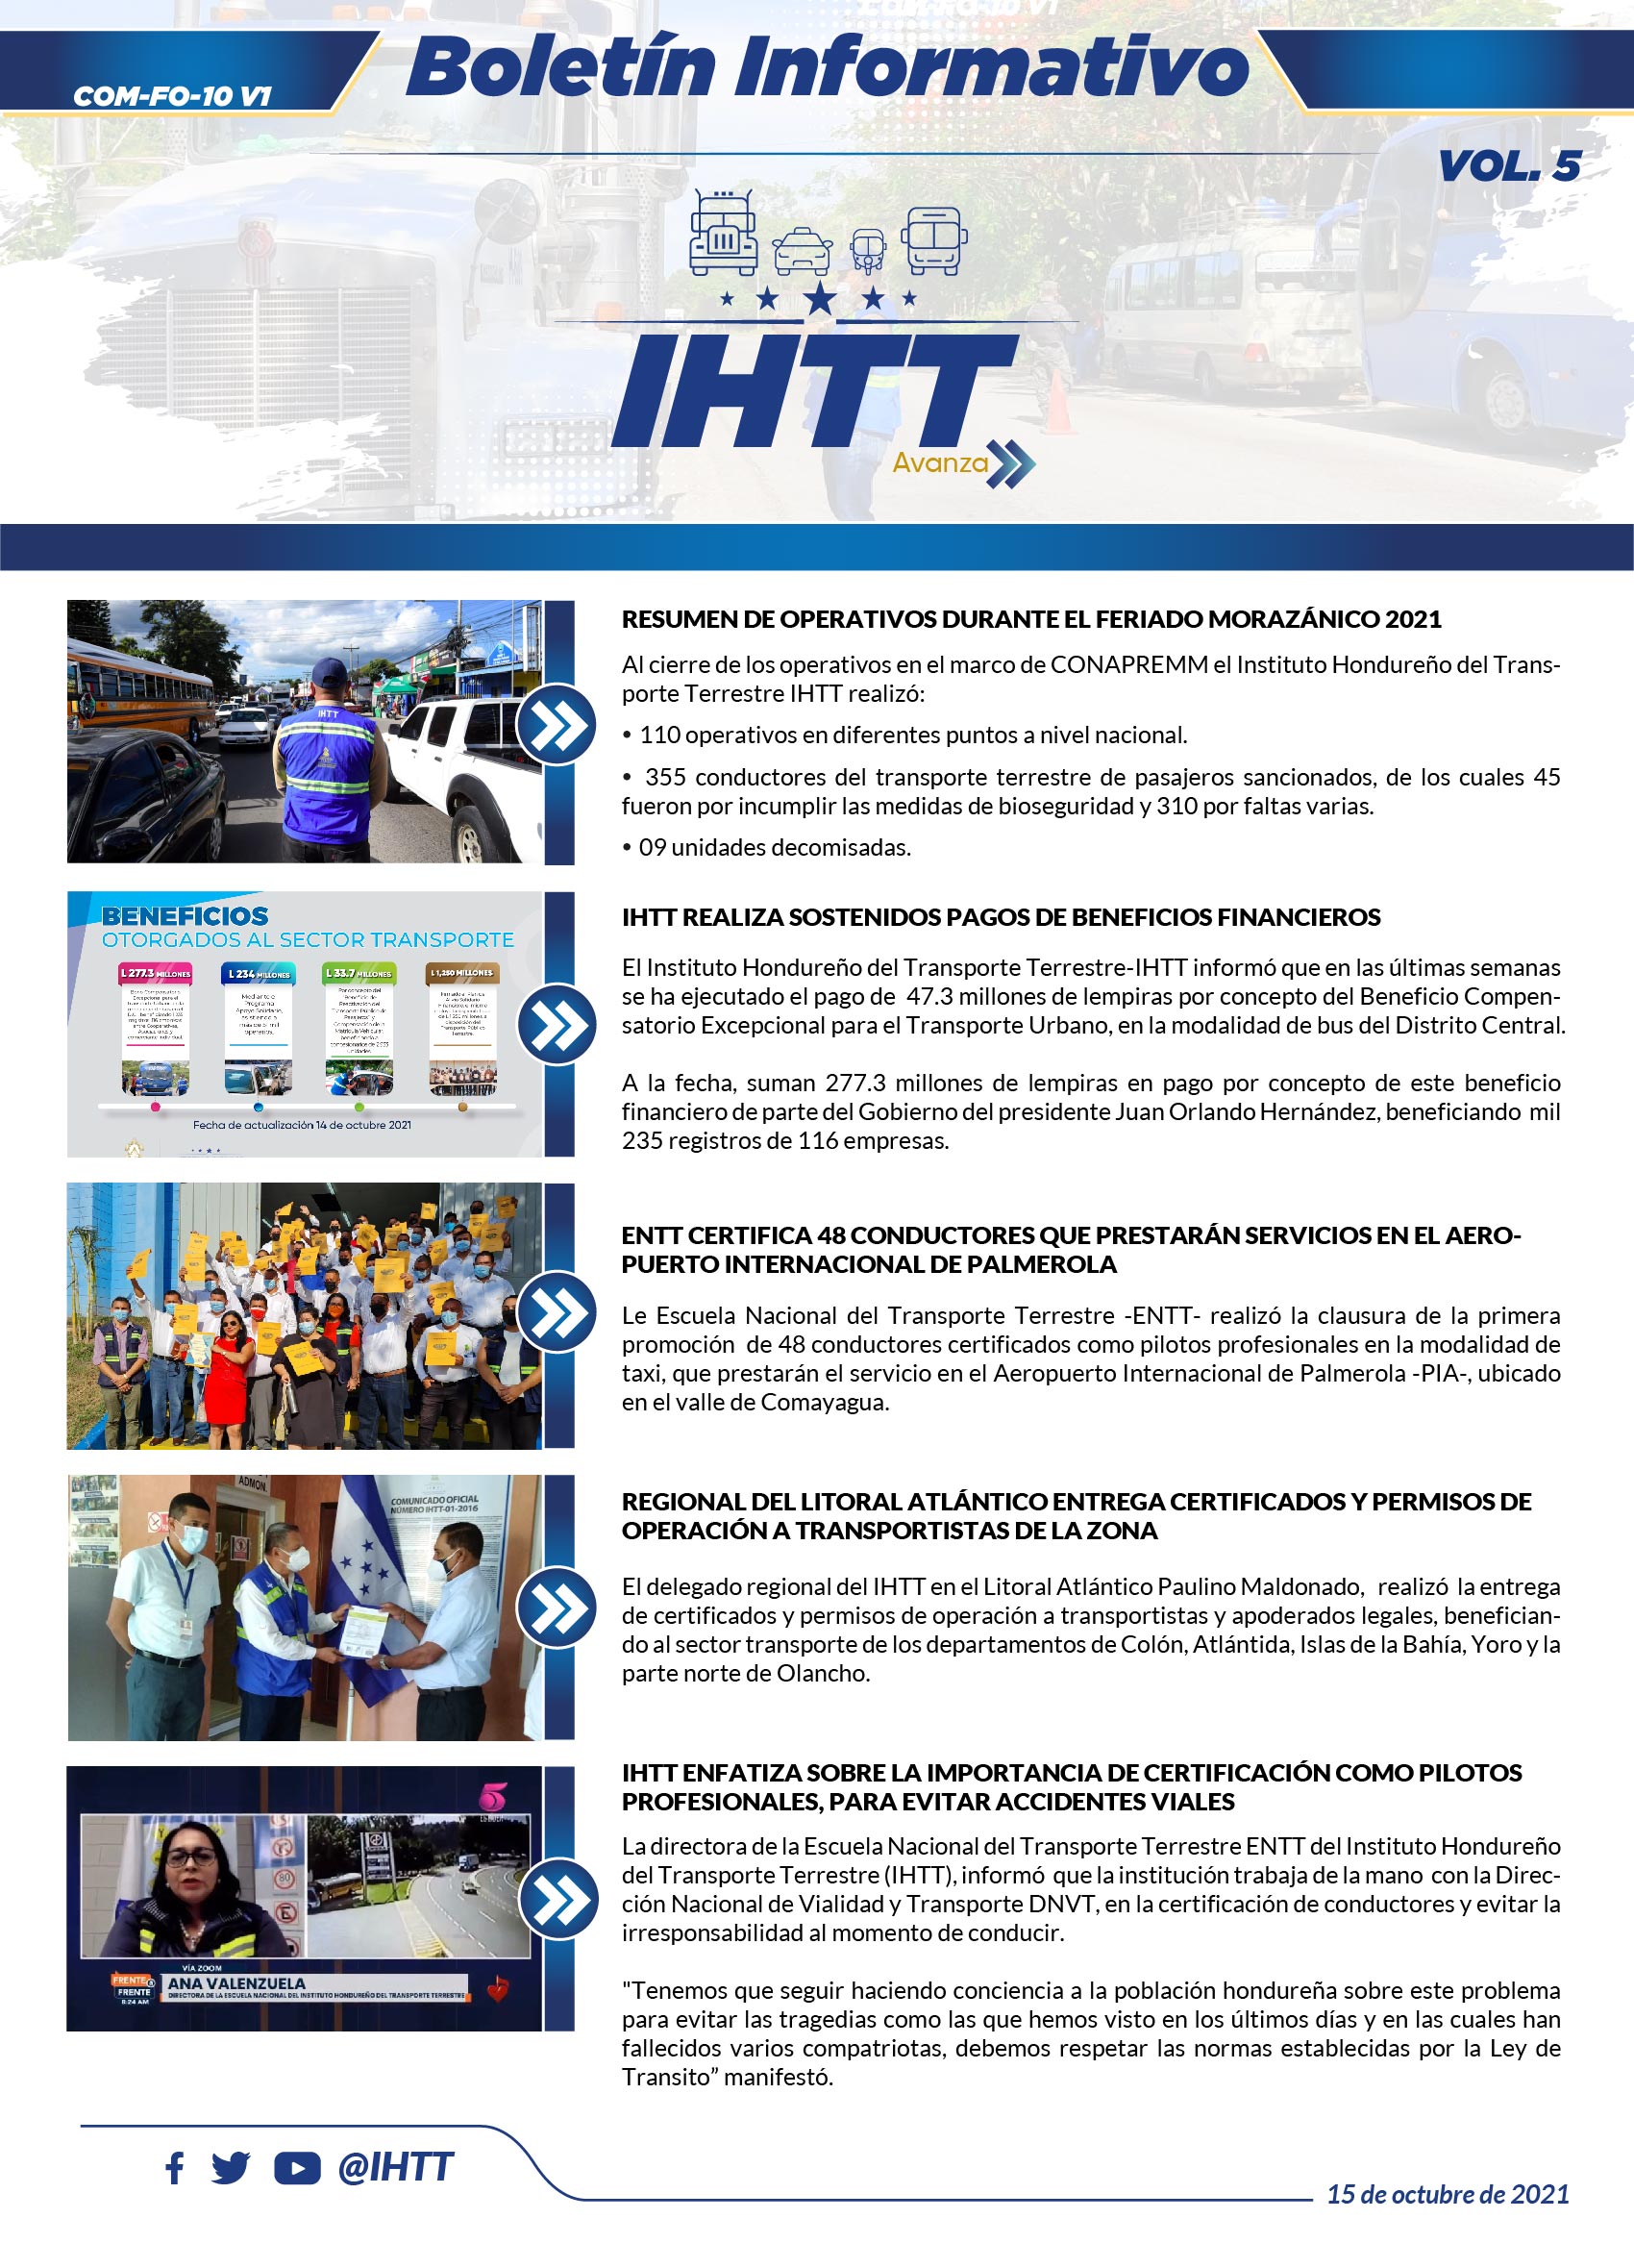 COM-FO-10 V1
Boletín Informativo
COM-FO-10 V1
VOL. 5
IHTT
Avanza
IHTT
RESUMEN DE OPERATIVOS DURANTE EL FERIADO MORAZÁNICO 2021
Al cierre de los operativos en el marco de CONAPREMM el Instituto Hondureño del Trans-
porte Terrestre IHTT realizó:
• 110 operativos en diferentes puntos a nivel nacional.
• 355 conductores del transporte terrestre de pasajeros sancionados, de los cuales 45
fueron por incumplir las medidas de bioseguridad y 310 por faltas varias.
• 09 unidades decomisadas.
BENEFICIOS
OTORGADOS AL SECTOR TRANSPORTE
L 277.3 MILLONES
L 234 MILLONES
L 33.7 MILLONES
L 1,250 MILLONES
Fecha de actualización 14 de octubre 2021
IHTT REALIZA SOSTENIDOS PAGOS DE BENEFICIOS FINANCIEROS
El Instituto Hondureño del Transporte Terrestre-IHTT informó que en las últimas semanas
se ha ejecutado el pago de 47.3 millones de lempiras por concepto del Beneficio Compen-
satorio Excepcional para el Transporte Urbano, en la modalidad de bus del Distrito Central.
A la fecha, suman 277.3 millones de lempiras en pago por concepto de este beneficio
financiero de parte del Gobierno del presidente Juan Orlando Hernández, beneficiando mil
235 registros de 116 empresas.
ENTT CERTIFICA 48 CONDUCTORES QUE PRESTARÁN SERVICIOS EN EL AERO-
PUERTO INTERNACIONAL DE PALMEROLA
Le Escuela Nacional del Transporte Terrestre -ENTT- realizó la clausura de la primera
promoción de 48 conductores certificados como pilotos profesionales en la modalidad de
taxi, que prestarán el servicio en el Aeropuerto Internacional de Palmerola -PIA-, ubicado
en el valle de Comayagua.
ADMON.
COMUNICADO OFICIAL
NÚMERO IHTT-01-2016
REGIONAL DEL LITORAL ATLÁNTICO ENTREGA CERTIFICADOS Y PERMISOS DE
OPERACIÓN A TRANSPORTISTAS DE LA ZONA
El delegado regional del IHTT en el Litoral Atlántico Paulino Maldonado, realizó la entrega
de certificados y permisos de operación a transportistas y apoderados legales, benefician-
do al sector transporte de los departamentos de Colón, Atlántida, Islas de la Bahía, Yoro y la
parte norte de Olancho.
5
80
E
VÍA ZOOM
FRENTE a
FRENTE
8:24 AM
ANA VALENZUELA
DIRECTORA DE LA ESCUELA NACIONAL DEL INSTITUTO HONDUREÑO DEL TRANSPORTE TERRESTRE
IHTT ENFATIZA SOBRE LA IMPORTANCIA DE CERTIFICACIÓN COMO PILOTOS
PROFESIONALES, PARA EVITAR ACCIDENTES VIALES
La directora de la Escuela Nacional del Transporte Terrestre ENTT del Instituto Hondureño
del Transporte Terrestre (IHTT), informó que la institución trabaja de la mano con la Direc-
ción Nacional de Vialidad y Transporte DNVT, en la certificación de conductores y evitar la
irresponsabilidad al momento de conducir.
"Tenemos que seguir haciendo conciencia a la población hondureña sobre este problema
para evitar las tragedias como las que hemos visto en los últimos días y en las cuales han
fallecidos varios compatriotas, debemos respetar las normas establecidas por la Ley de
Transito” manifestó.
@IHTT
15 de octubre de 2021